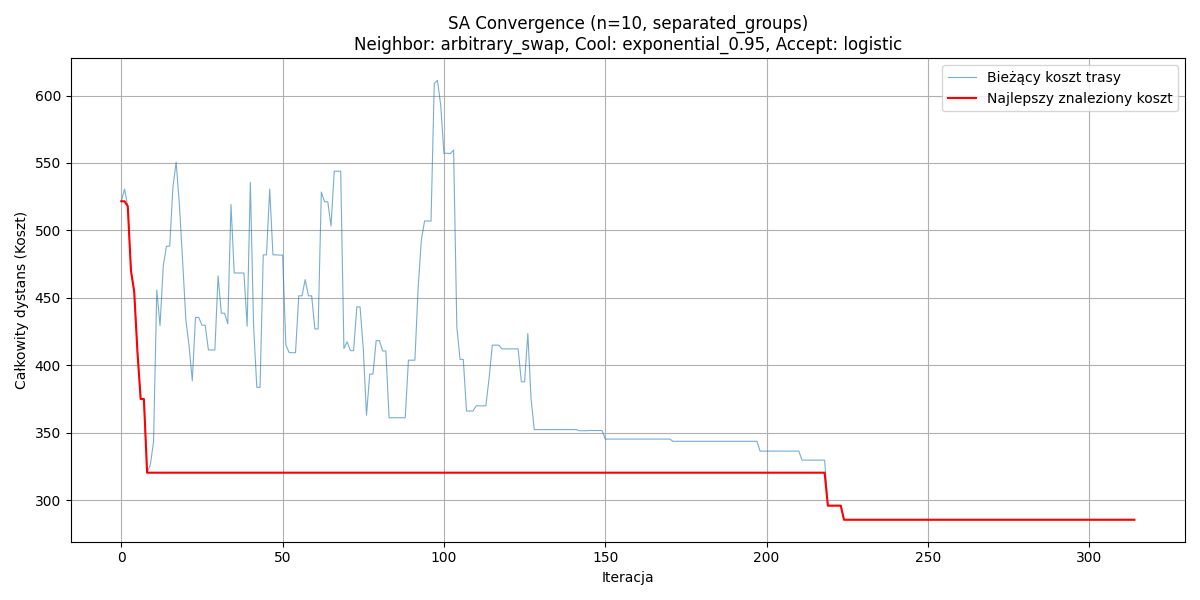 SA Convergence (n=10, separated_groups)
Neighbor: arbitrary_swap, Cool: exponential_0.95, Accept: logistic
Bieżący koszt trasy
Najlepszy znaleziony koszt
Całkowity dystans (Koszt)
600
550
500
450
400
350
300
0 50 100 150 200 250 300
Iteracja